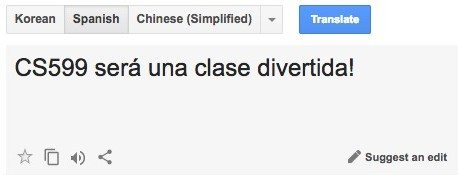 Korean Spanish Chinese (Simplified) Translate
CS599 será una clase divertida!
Suggest an edit